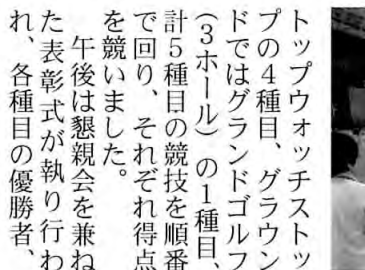 トップウォッチストッ
プの4種目、グラウン
ドではグランドゴルフ
(3ホール)の1種目、
計5種目の競技を順番
で回り、それぞれ得点
を競いました。
　午後は懇親会を兼ね
た表彰式が執り行わ
れ、各種目の優勝者、